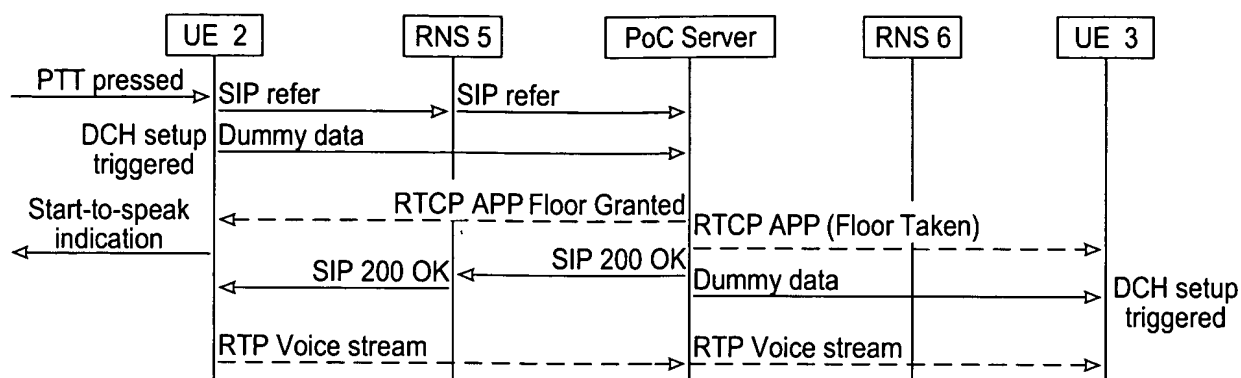 UE 2
RNS 5
PoC Server
RNS 6
UE 3
PTT pressed
SIP refer
SIP refer
DCH setup
triggered
Dummy data
RTCP APP Floor Granted
Start-to-speak
indication
RTCP APP (Floor Taken)
SIP 200 OK
SIP 200 OK
Dummy data
DCH setup
triggered
RTP Voice stream
RTP Voice stream